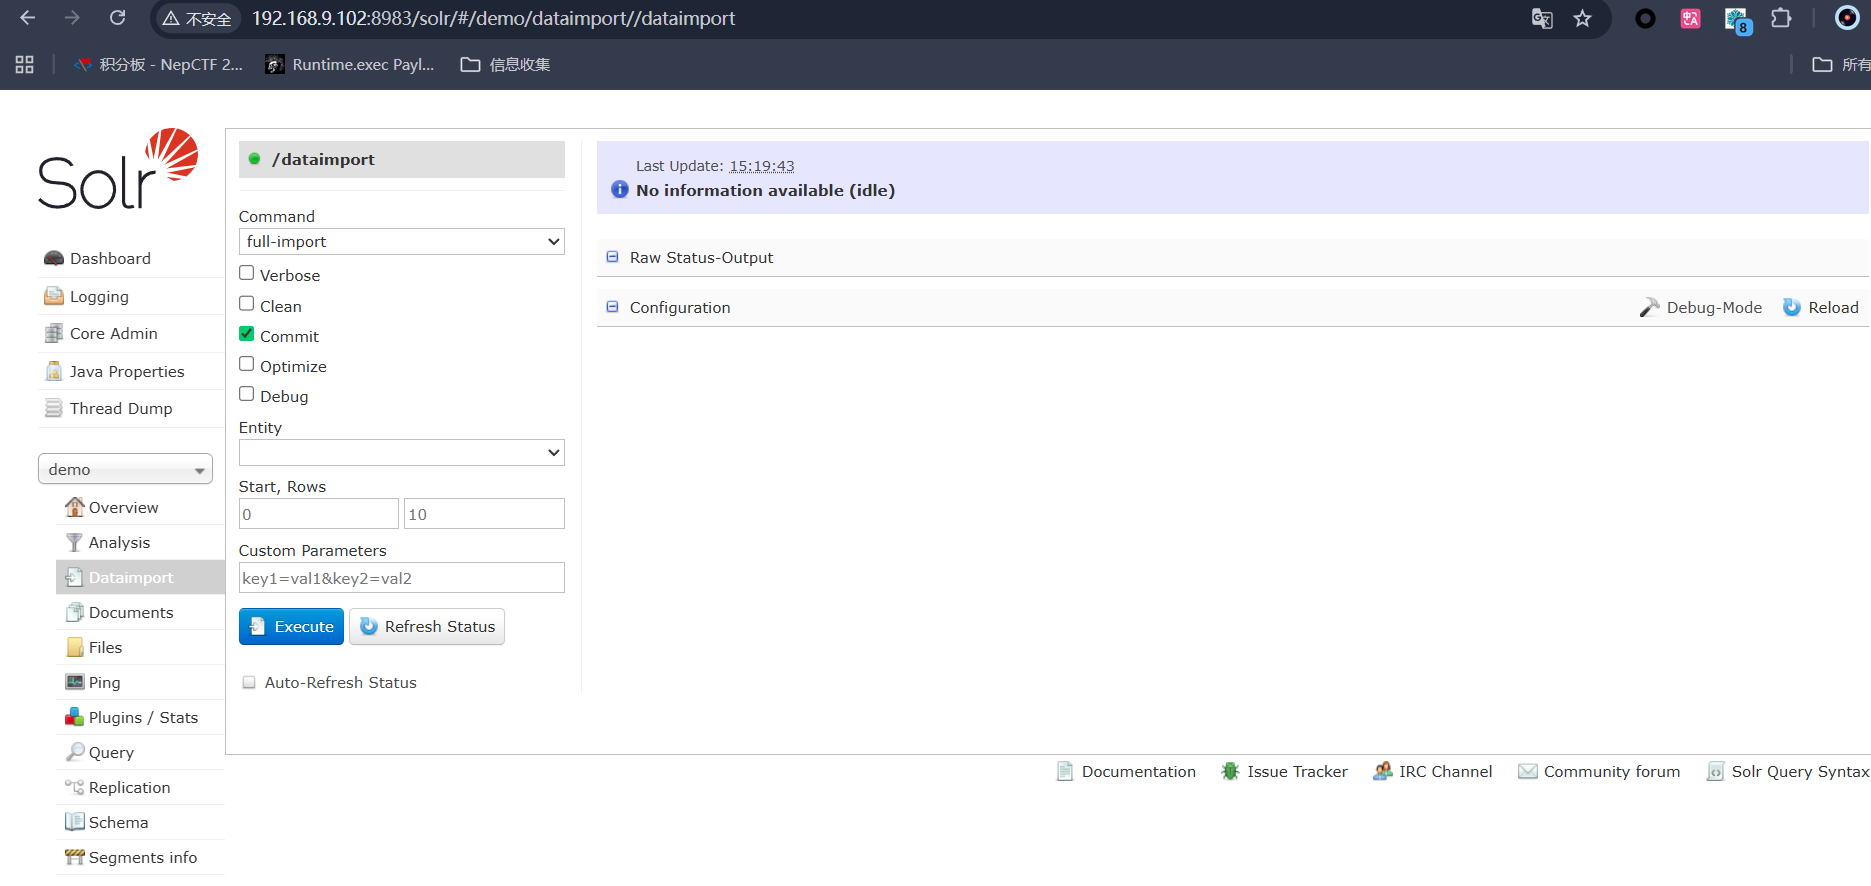 不安全 192.168.9.102:8983/solr/#/demo/dataimport//dataimport
8
积分板 - NepCTF 2... Runtime.exec Payl... 信息收集 所有
Solr
Dashboard
Logging
Core Admin
Java Properties
Thread Dump
demo
Overview
Analysis
Dataimport
Documents
Files
Ping
Plugins / Stats
Query
Replication
Schema
Segments info
/dataimport
Command
full-import
Verbose
Clean
Commit
Optimize
Debug
Entity
Start, Rows
0 10
Custom Parameters
key1=val1&key2=val2
Execute Refresh Status
Auto-Refresh Status
Last Update: 15:19:43
No information available (idle)
Raw Status-Output
Configuration Debug-Mode Reload
Documentation Issue Tracker IRC Channel Community forum Solr Query Syntax